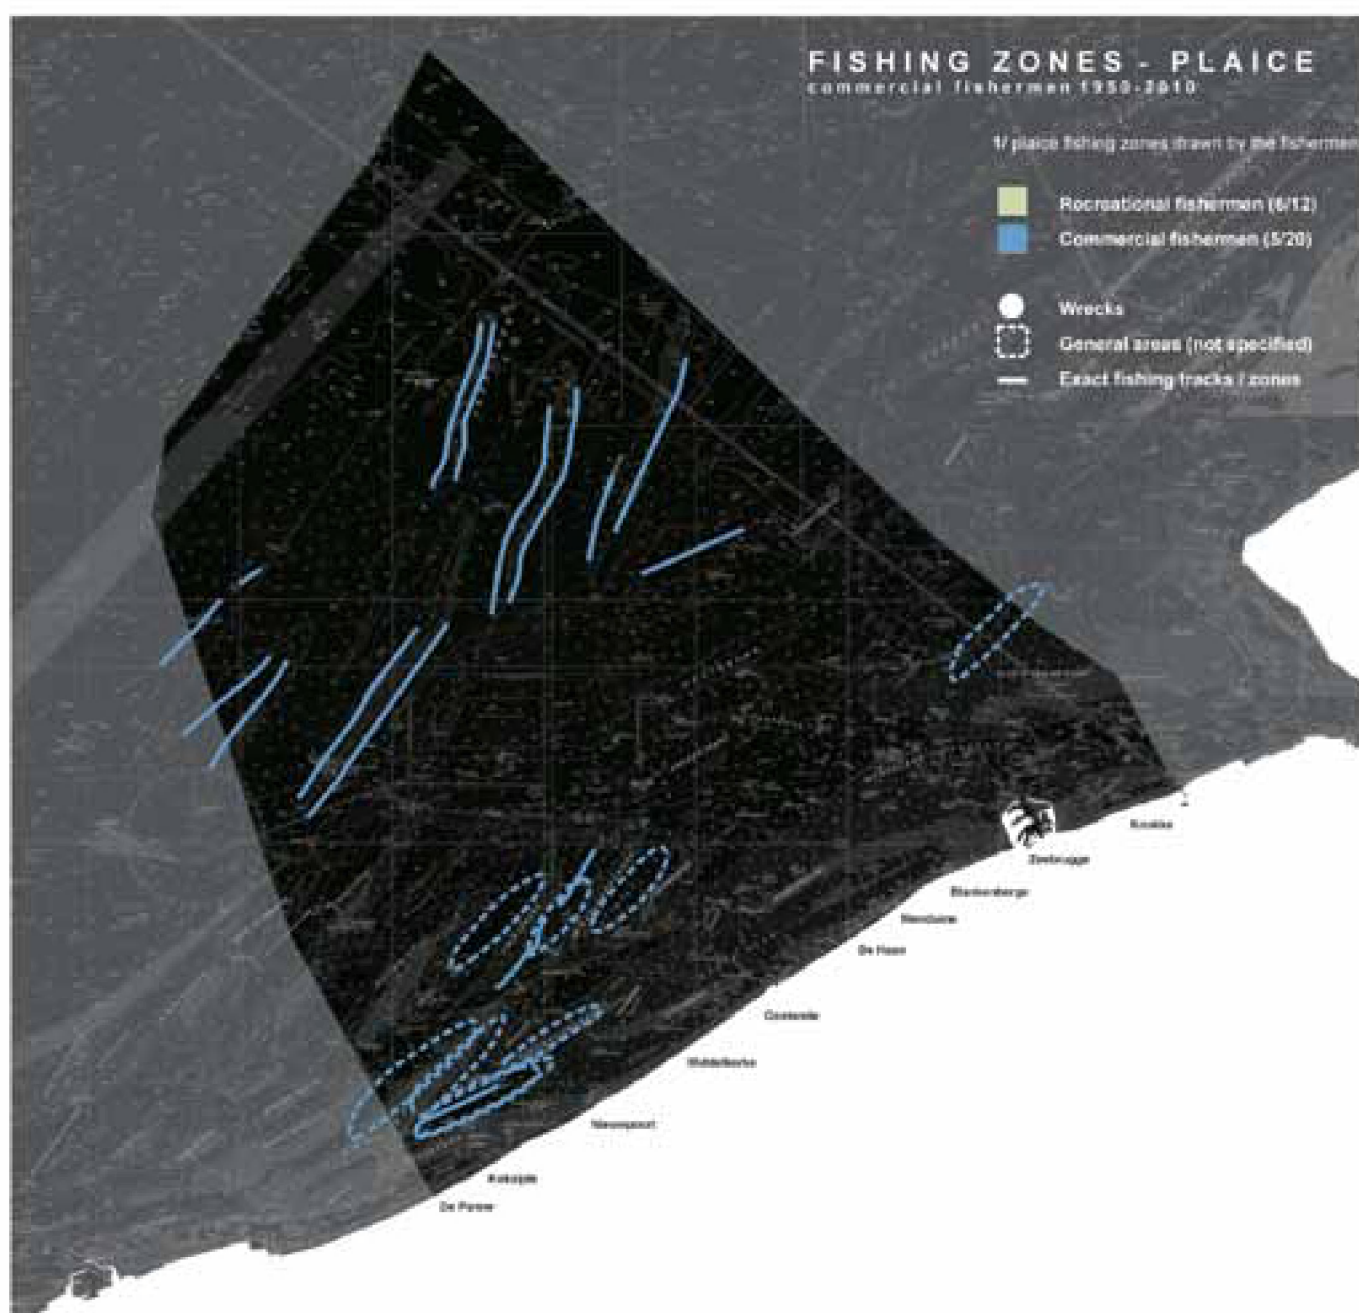 FISHING ZONES - PLAICE
commercial fishermen 1950-2010
1/ plaice fishing zones drawn by the fishermen
Recreational fishermen (6/12)
Commercial fishermen (5/20)
Wrecks
General areas (not specified)
Exact fishing tracks / zones
Knokke
Zeebrugge
Blankenberge
Wenduine
De Haan
Oostende
Middelkerke
Nieuwpoort
Koksijde
De Panne